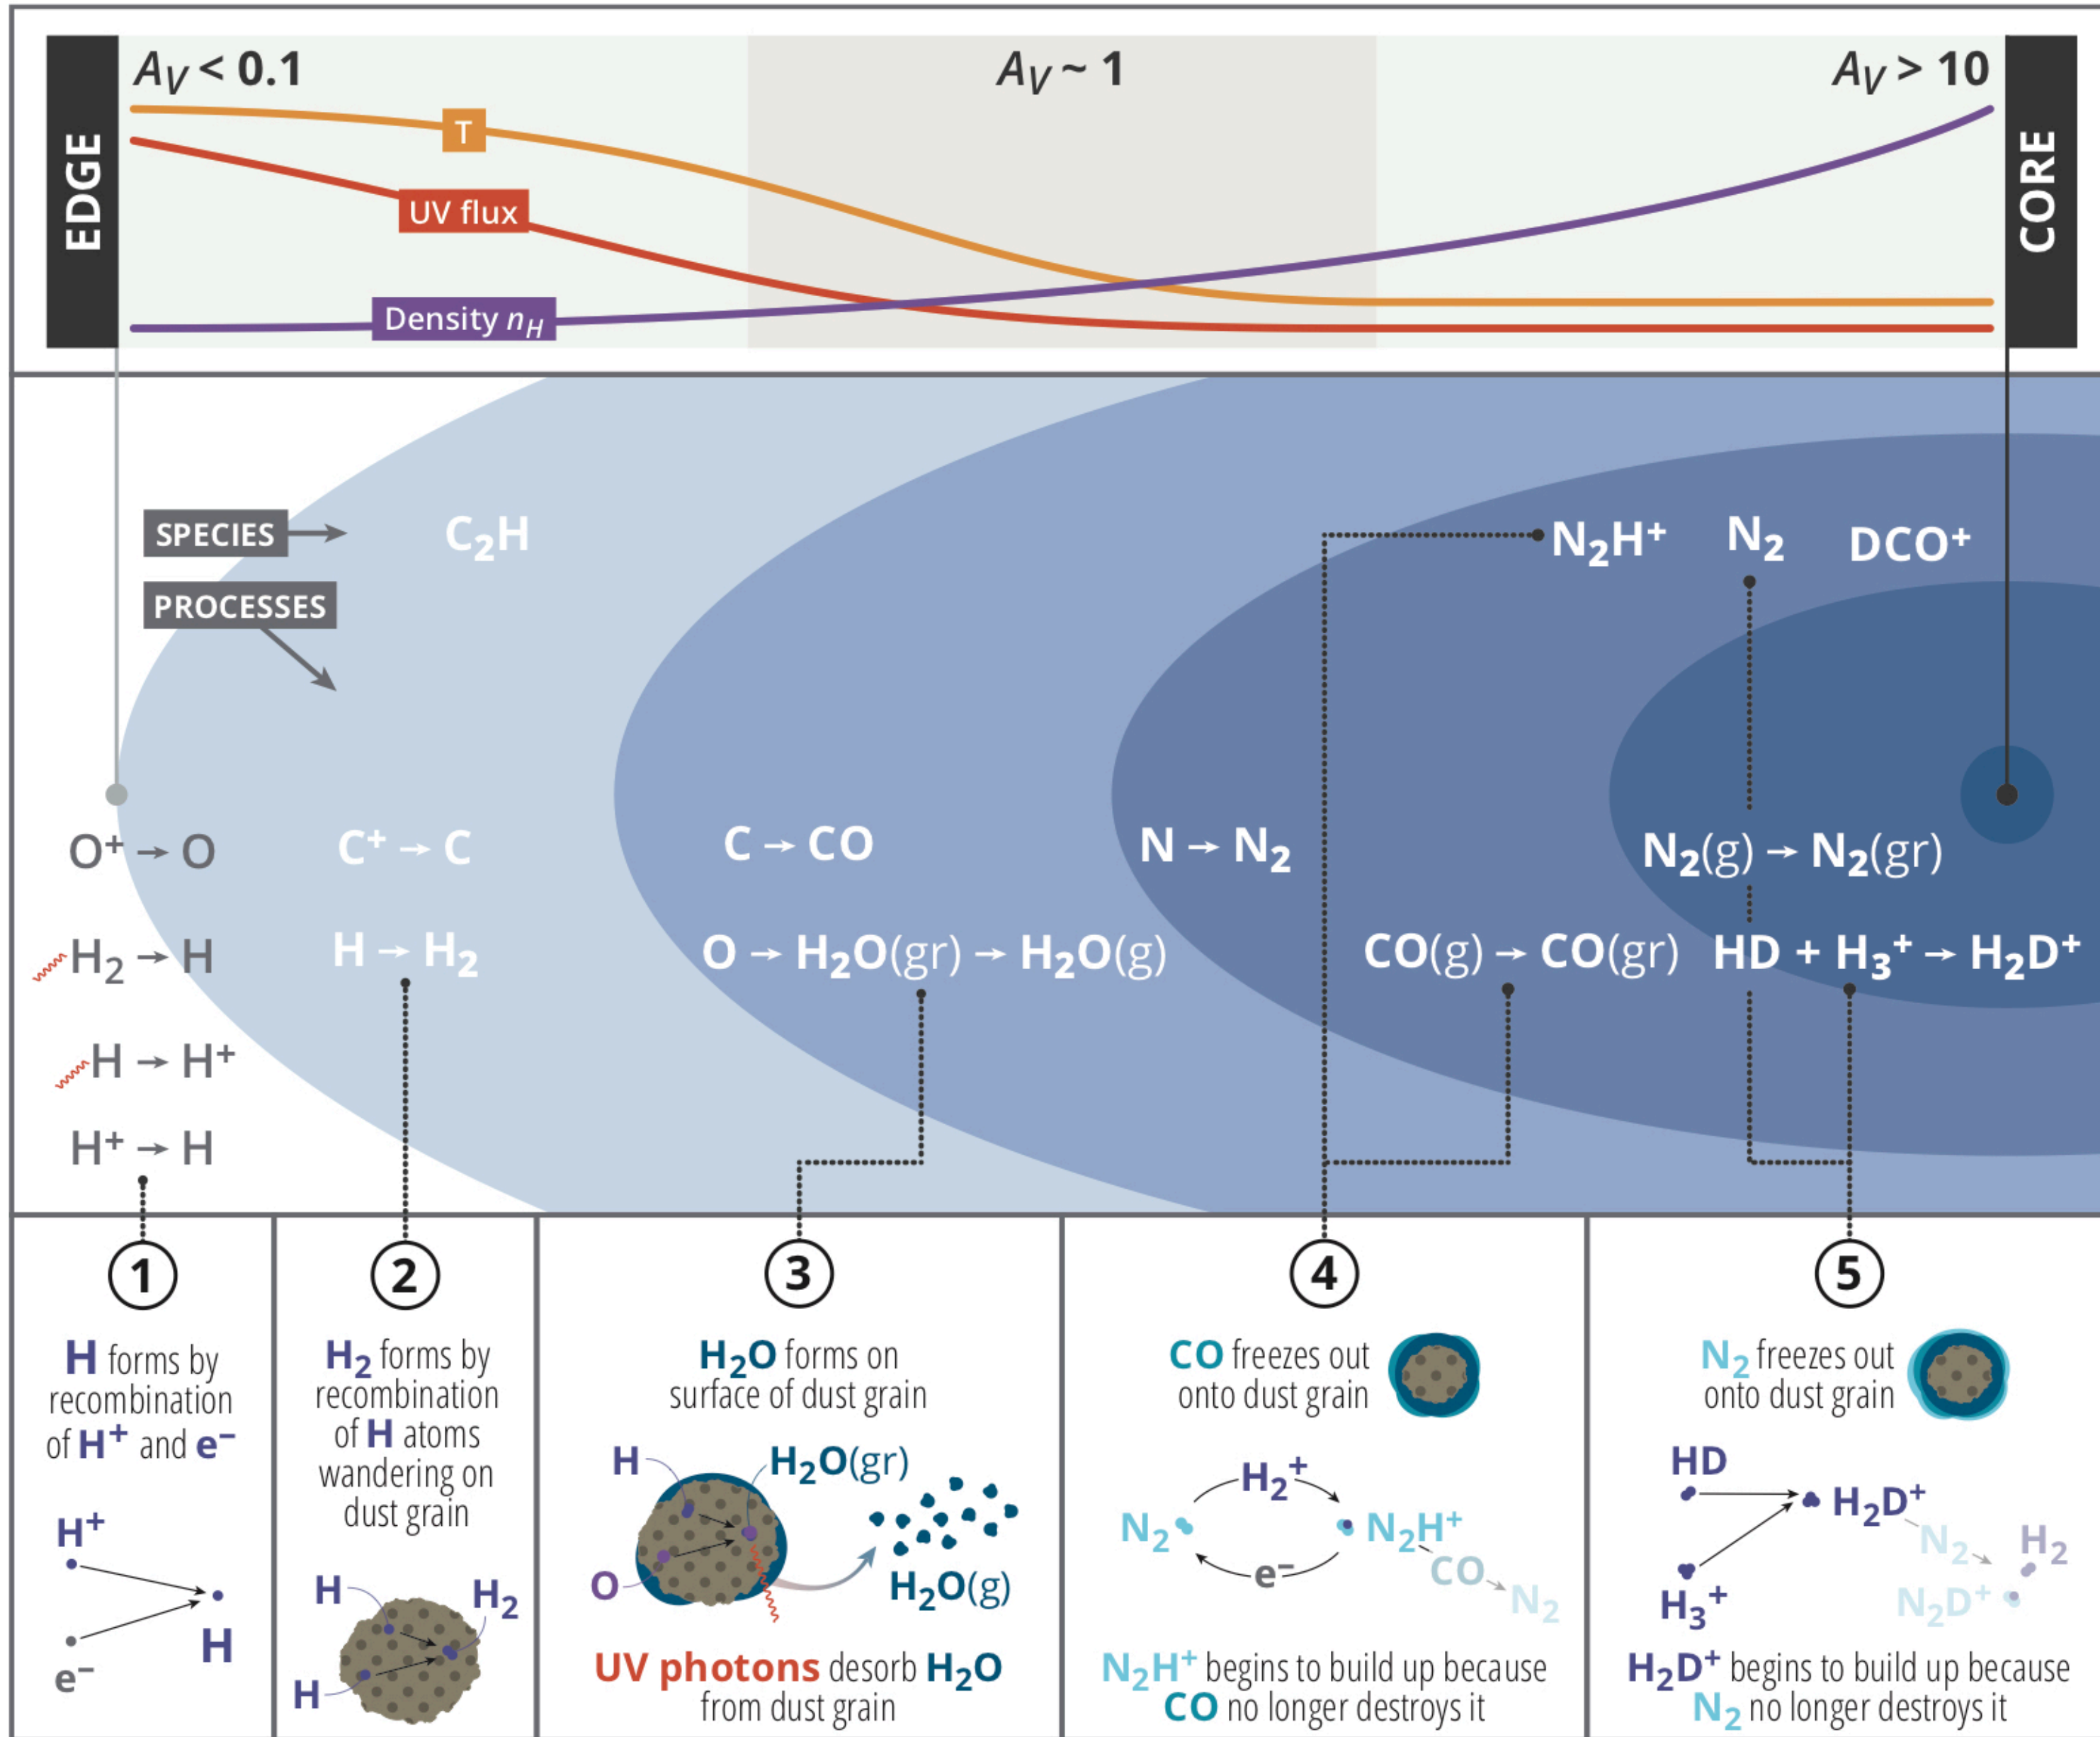 EDGE
A_V < 0.1
A_V ~ 1
A_V > 10
CORE
T
UV flux
Density n_H
SPECIES
PROCESSES
C₂H
N₂H⁺
N₂
DCO⁺
O⁺ → O
C⁺ → C
C → CO
N → N₂
N₂(g) → N₂(gr)
H₂ → H
H → H₂
O → H₂O(gr) → H₂O(g)
CO(g) → CO(gr)
HD + H₃⁺ → H₂D⁺
H → H⁺
H⁺ → H
1
H forms by
recombination
of H⁺ and e⁻
H⁺
e⁻
H
2
H₂ forms by
recombination
of H atoms
wandering on
dust grain
H
H₂
H
3
H₂O forms on
surface of dust grain
H
H₂O(gr)
O
H₂O(g)
UV photons desorb H₂O
from dust grain
4
CO freezes out
onto dust grain
H₂⁺
N₂
N₂H⁺
e⁻
CO
N₂
N₂H⁺ begins to build up because
CO no longer destroys it
5
N₂ freezes out
onto dust grain
HD
H₂D⁺
N₂
H₂
H₃⁺
N₂D⁺
H₂D⁺ begins to build up because
N₂ no longer destroys it